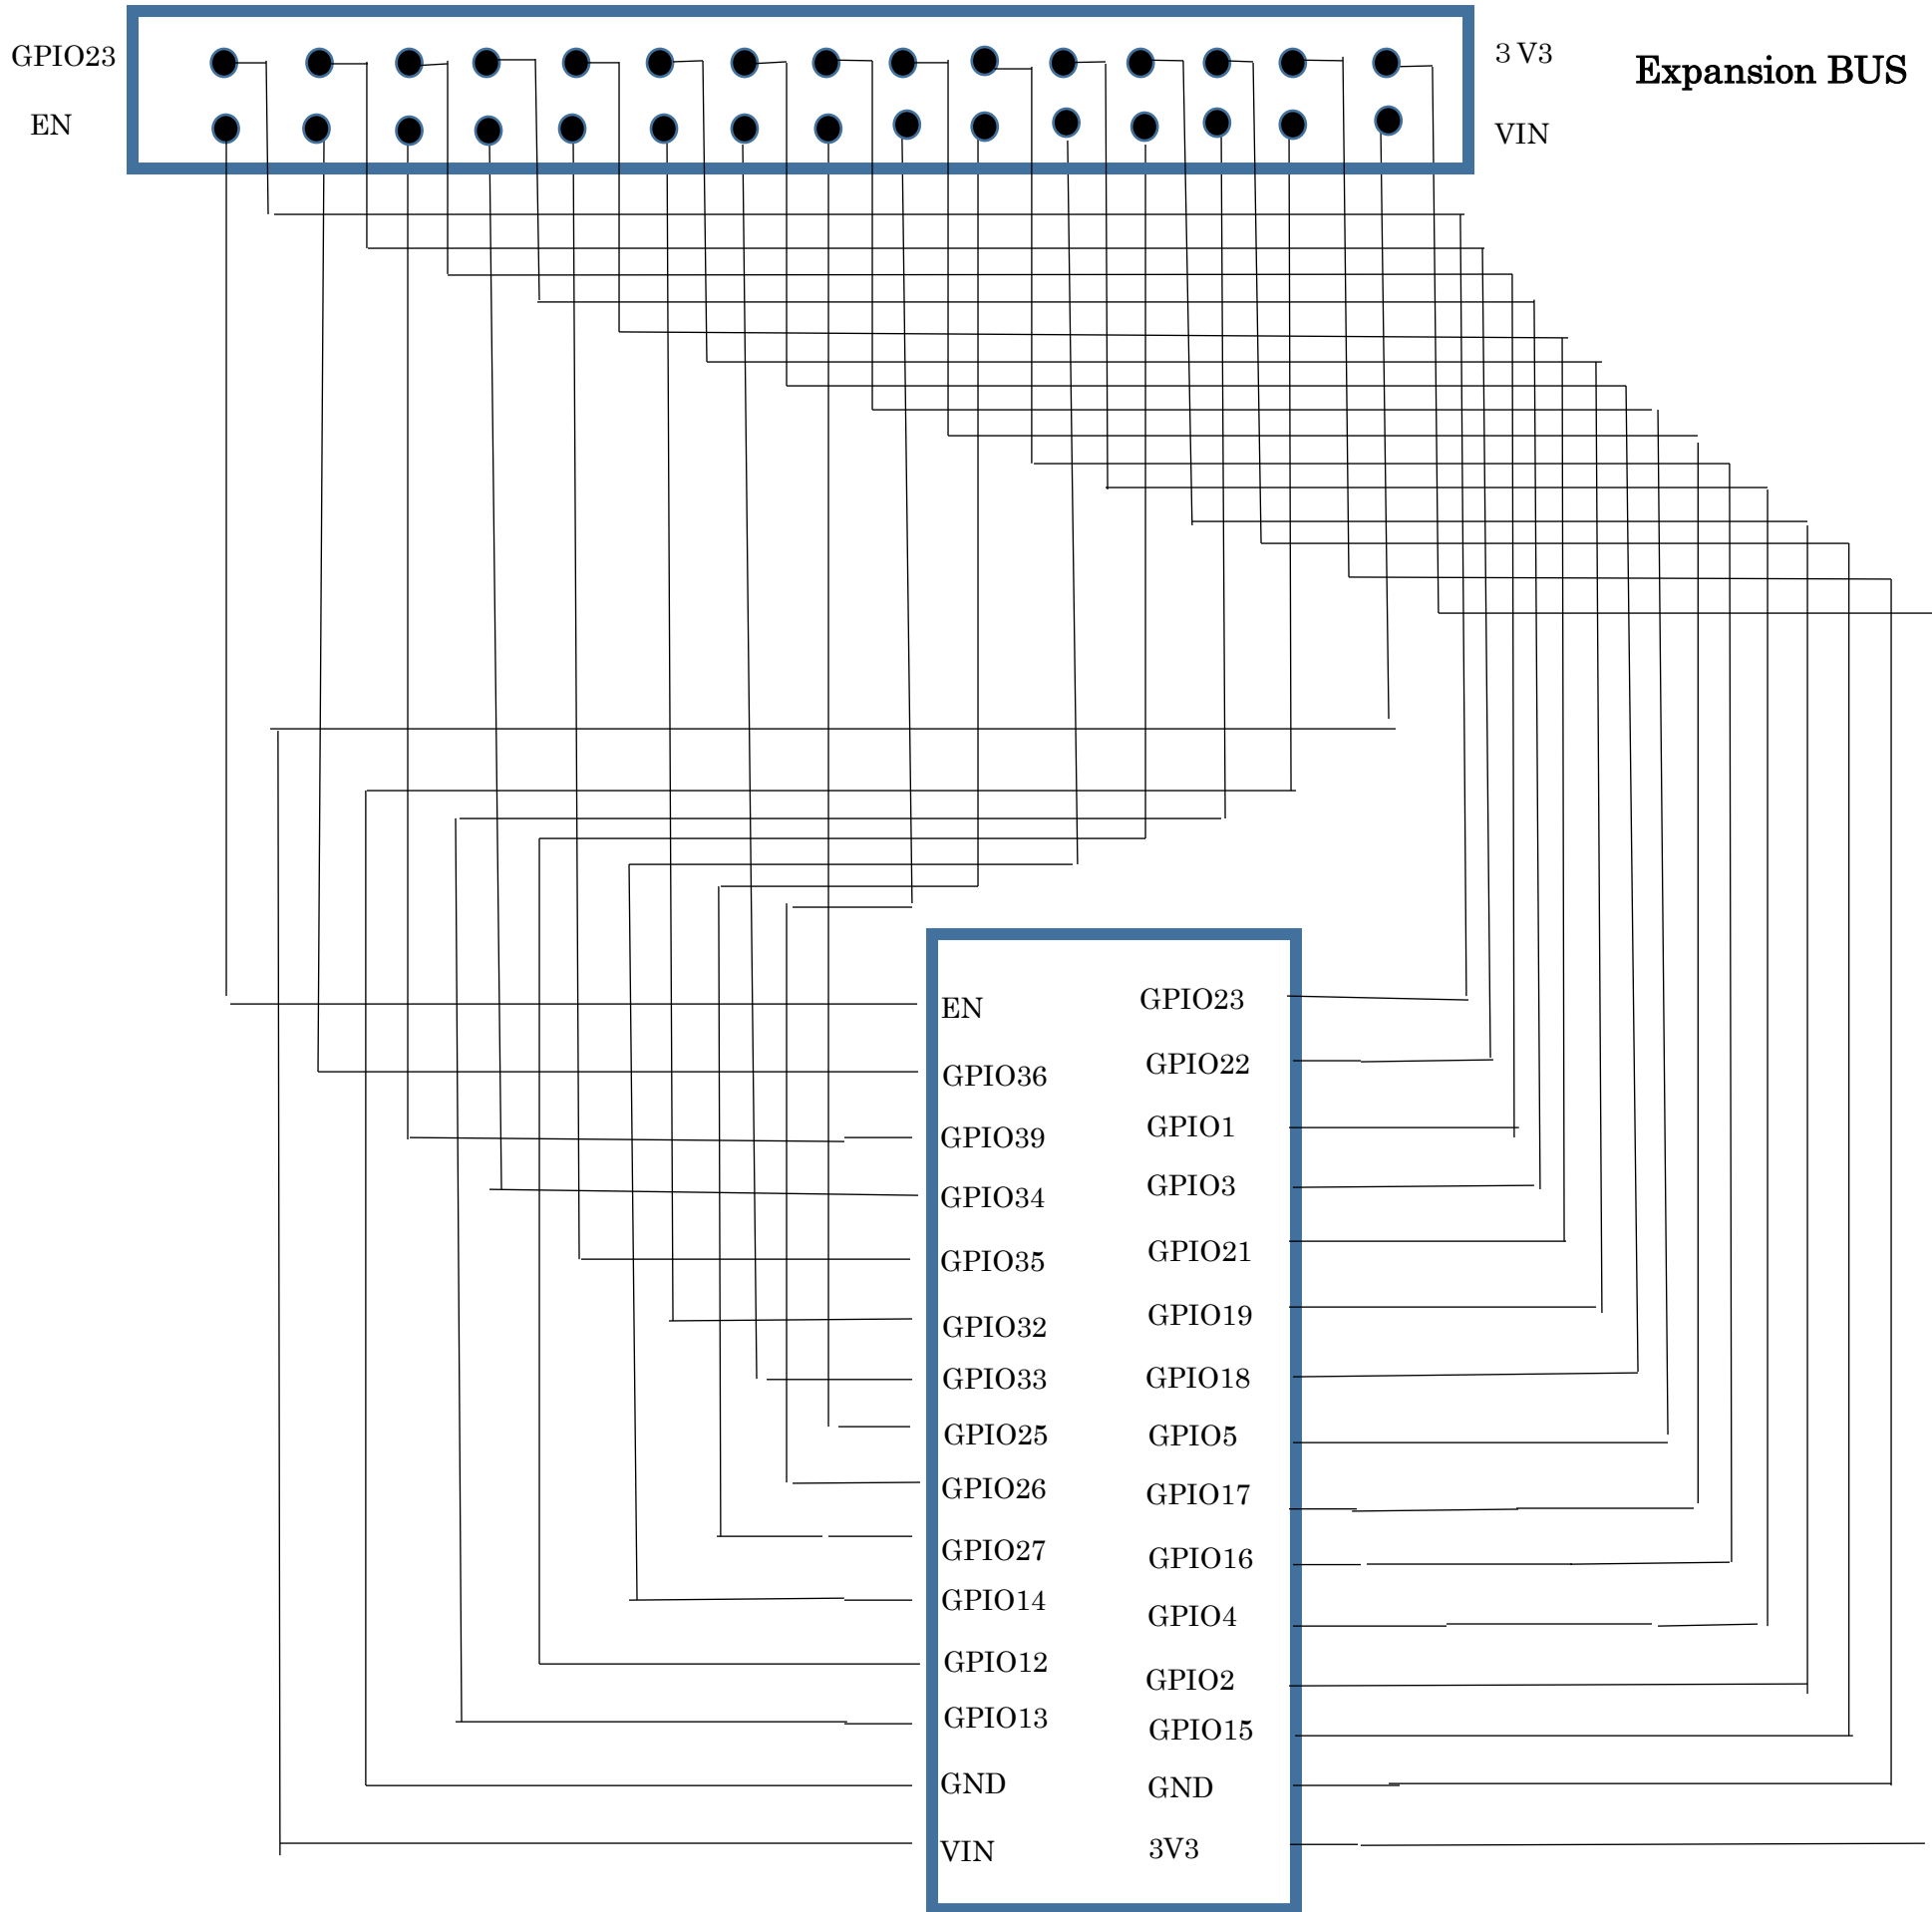 GPIO23
3 V3
Expansion BUS
EN
VIN
EN
GPIO23
GPIO36
GPIO22
GPIO39
GPIO1
GPIO34
GPIO3
GPIO35
GPIO21
GPIO32
GPIO19
GPIO33
GPIO18
GPIO25
GPIO5
GPIO26
GPIO17
GPIO27
GPIO16
GPIO14
GPIO4
GPIO12
GPIO2
GPIO13
GPIO15
GND
GND
VIN
3V3